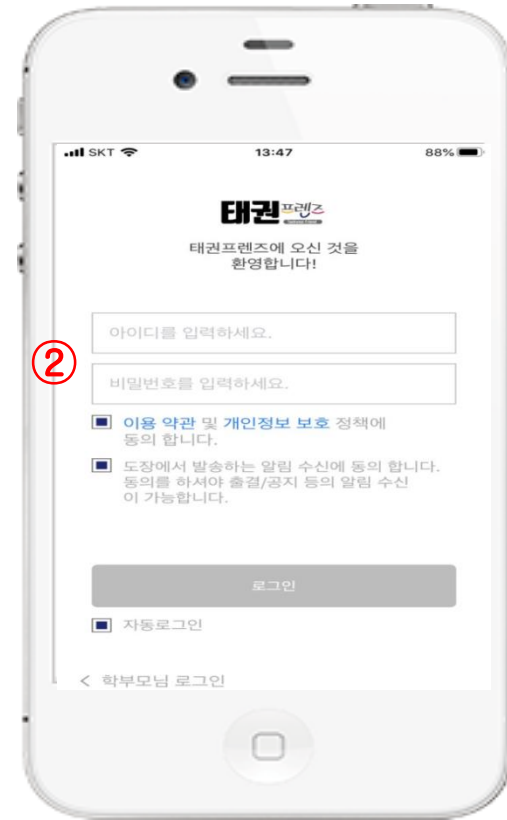 SKT
13:47
88%
태권프렌즈
태권프렌즈에 오신 것을
환영합니다!
아이디를 입력하세요.
②
비밀번호를 입력하세요.
이용 약관 및 개인정보 보호 정책에
동의 합니다.
도장에서 발송하는 알림 수신에 동의 합니다.
동의를 하셔야 출결/공지 등의 알림 수신
이 가능합니다.
로그인
자동로그인
< 학부모님 로그인